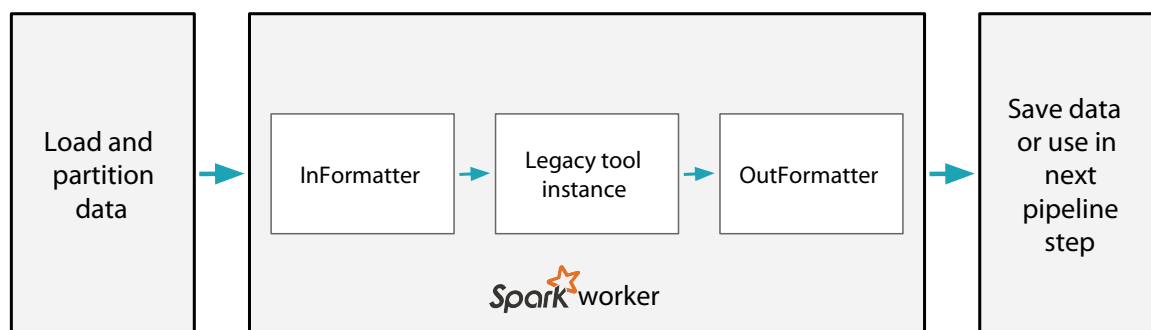 Load and
partition
data
InFormatter
Legacy tool
instance
OutFormatter
Spark worker
Save data
or use in
next
pipeline
step